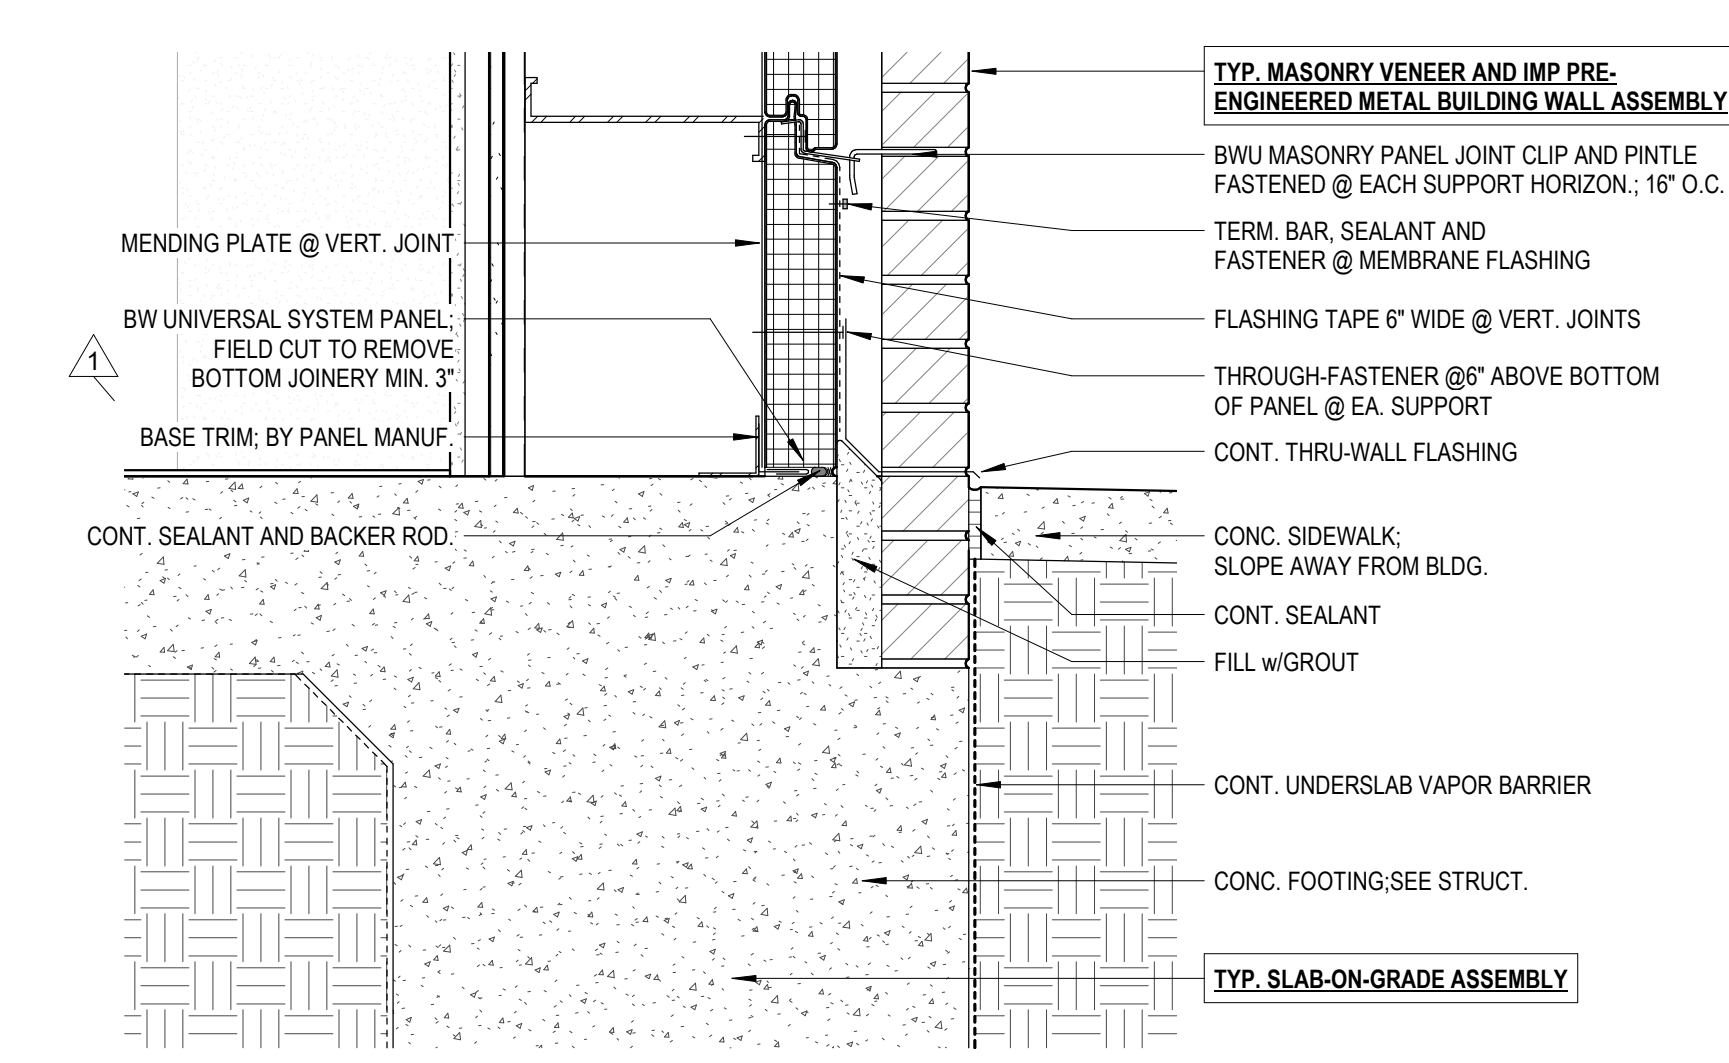 MENDING PLATE @ VERT. JOINT
BW UNIVERSAL SYSTEM PANEL;
FIELD CUT TO REMOVE
BOTTOM JOINERY MIN. 3"
1
BASE TRIM; BY PANEL MANUF.
CONT. SEALANT AND BACKER ROD.
TYP. MASONRY VENEER AND IMP PRE-
ENGINEERED METAL BUILDING WALL ASSEMBLY
BWU MASONRY PANEL JOINT CLIP AND PINTLE
FASTENED @ EACH SUPPORT HORIZON.; 16" O.C.
TERM. BAR, SEALANT AND
FASTENER @ MEMBRANE FLASHING
FLASHING TAPE 6" WIDE @ VERT. JOINTS
THROUGH-FASTENER @6" ABOVE BOTTOM
OF PANEL @ EA. SUPPORT
CONT. THRU-WALL FLASHING
CONC. SIDEWALK;
SLOPE AWAY FROM BLDG.
CONT. SEALANT
FILL w/GROUT
CONT. UNDERSLAB VAPOR BARRIER
CONC. FOOTING;SEE STRUCT.
TYP. SLAB-ON-GRADE ASSEMBLY